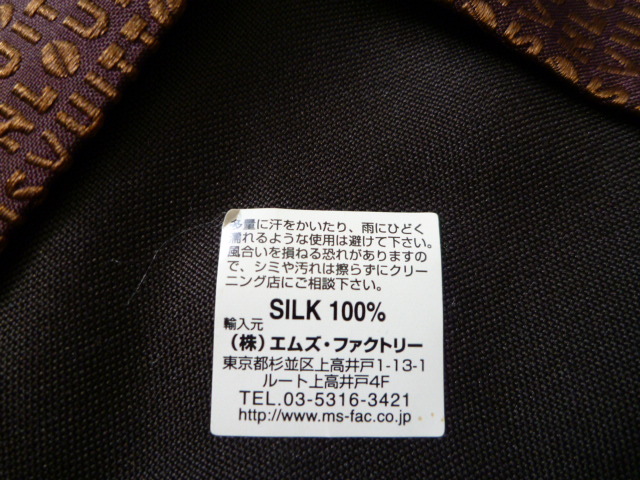 多量に汗をかいたり、雨にひどく
濡れるような使用は避けて下さい。
風合いを損ねる恐れがありますの
で、シミや汚れは擦らずにクリー
ニング店にご相談下さい。
SILK 100%
輸入元
(株)エムズ・ファクトリー
東京都杉並区上高井戸1-13-1
ルート上高井戸4F
TEL.03-5316-3421
http://www.ms-fac.co.jp